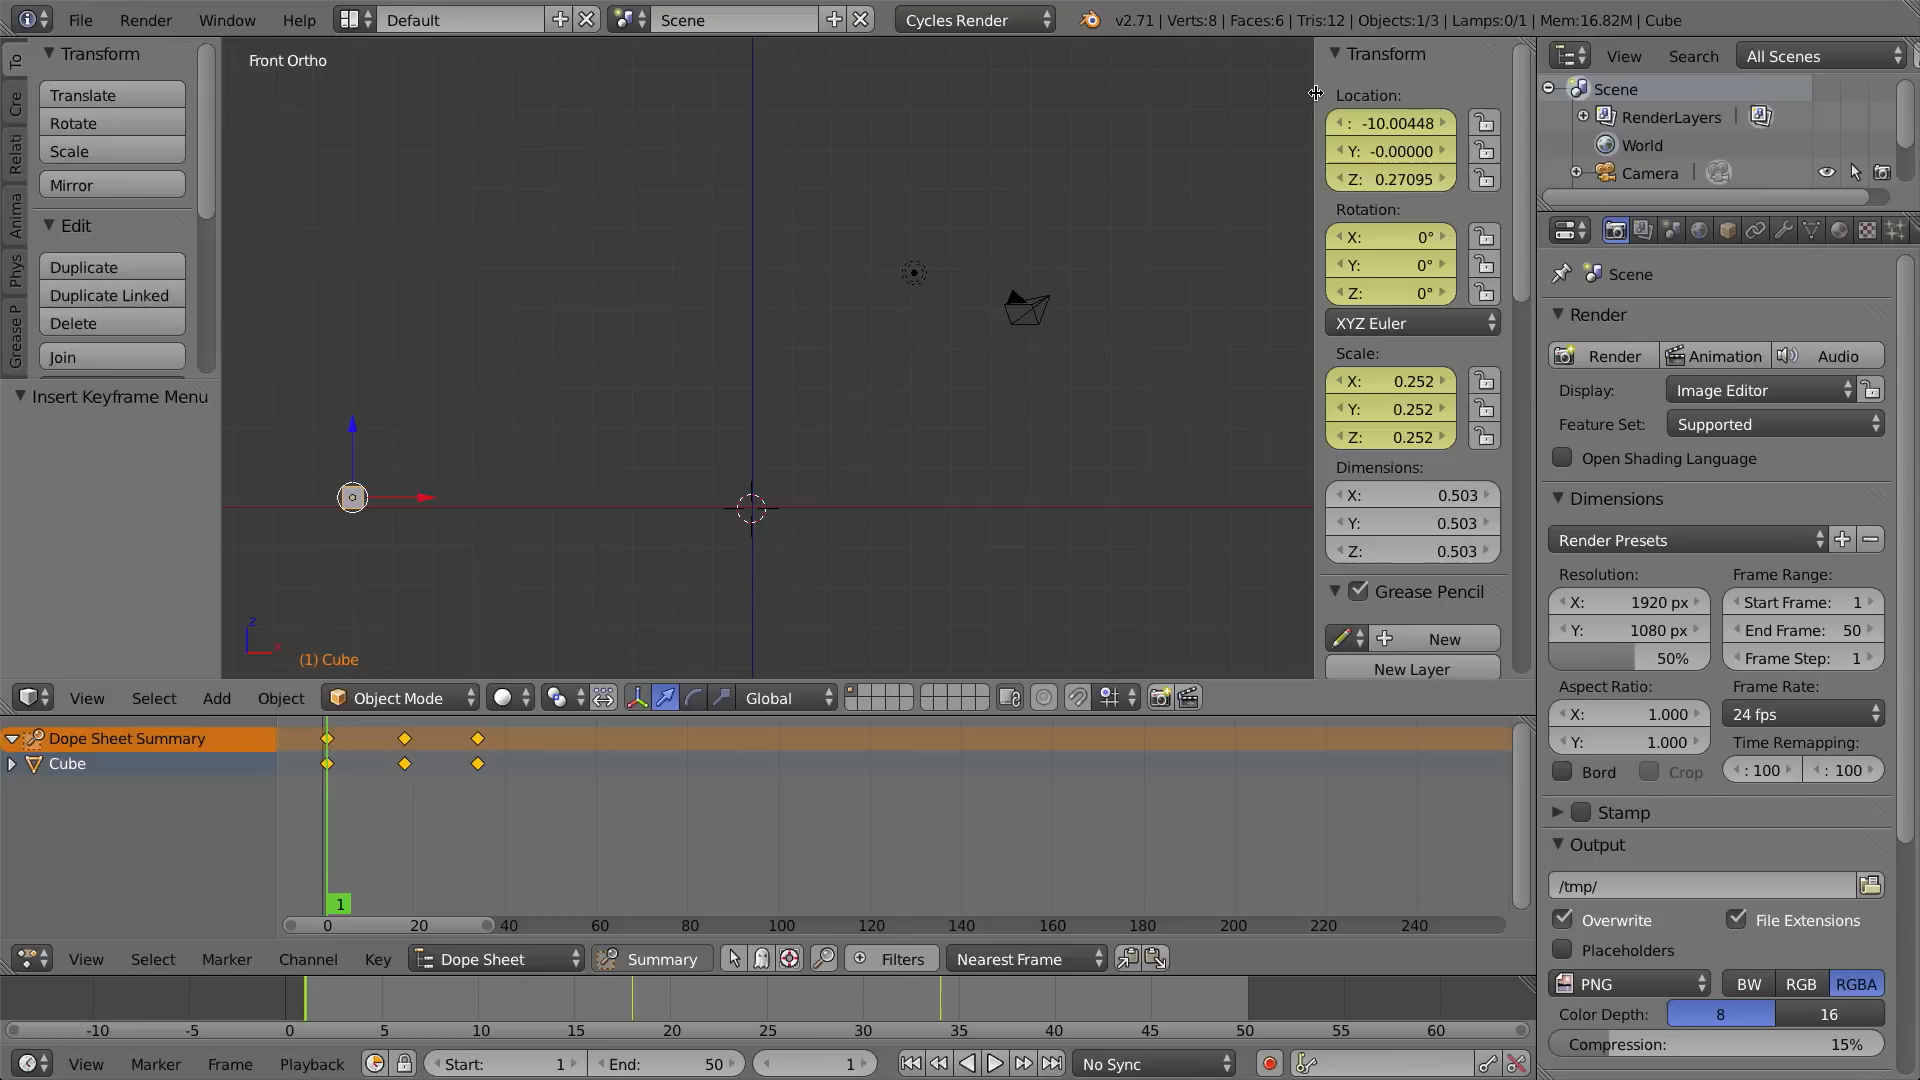 File Render Window Help Default Scene Cycles Render v2.71 | Verts:8 | Faces:6 | Tris:12 | Objects:1/3 | Lamps:0/1 | Mem:16.82M | Cube
To
Cre
Relati
Anima
Phys
Grease P
Transform
Translate
Rotate
Scale
Mirror
Edit
Duplicate
Duplicate Linked
Delete
Join
Insert Keyframe Menu
Front Ortho
z
x
(1) Cube
Transform
Location:
: -10.00448
Y: -0.00000
Z: 0.27095
Rotation:
X: 0°
Y: 0°
Z: 0°
XYZ Euler
Scale:
X: 0.252
Y: 0.252
Z: 0.252
Dimensions:
X: 0.503
Y: 0.503
Z: 0.503
Grease Pencil
New
New Layer
View Select Add Object Object Mode Global
Dope Sheet Summary
Cube
1
0 20 40 60 80 100 120 140 160 180 200 220 240
View Select Marker Channel Key Dope Sheet Summary Filters Nearest Frame
-10 -5 0 5 10 15 20 25 30 35 40 45 50 55 60
View Marker Frame Playback Start: 1 End: 50 1 No Sync
View Search All Scenes
Scene
RenderLayers
World
Camera
Scene
Render
Render Animation Audio
Display: Image Editor
Feature Set: Supported
Open Shading Language
Dimensions
Render Presets
Resolution: Frame Range:
X: 1920 px Start Frame: 1
Y: 1080 px End Frame: 50
50% Frame Step: 1
Aspect Ratio: Frame Rate:
X: 1.000 24 fps
Y: 1.000 Time Remapping:
Bord Crop : 100 : 100
Stamp
Output
/tmp/
Overwrite File Extensions
Placeholders
PNG BW RGB RGBA
Color Depth: 8 16
Compression: 15%